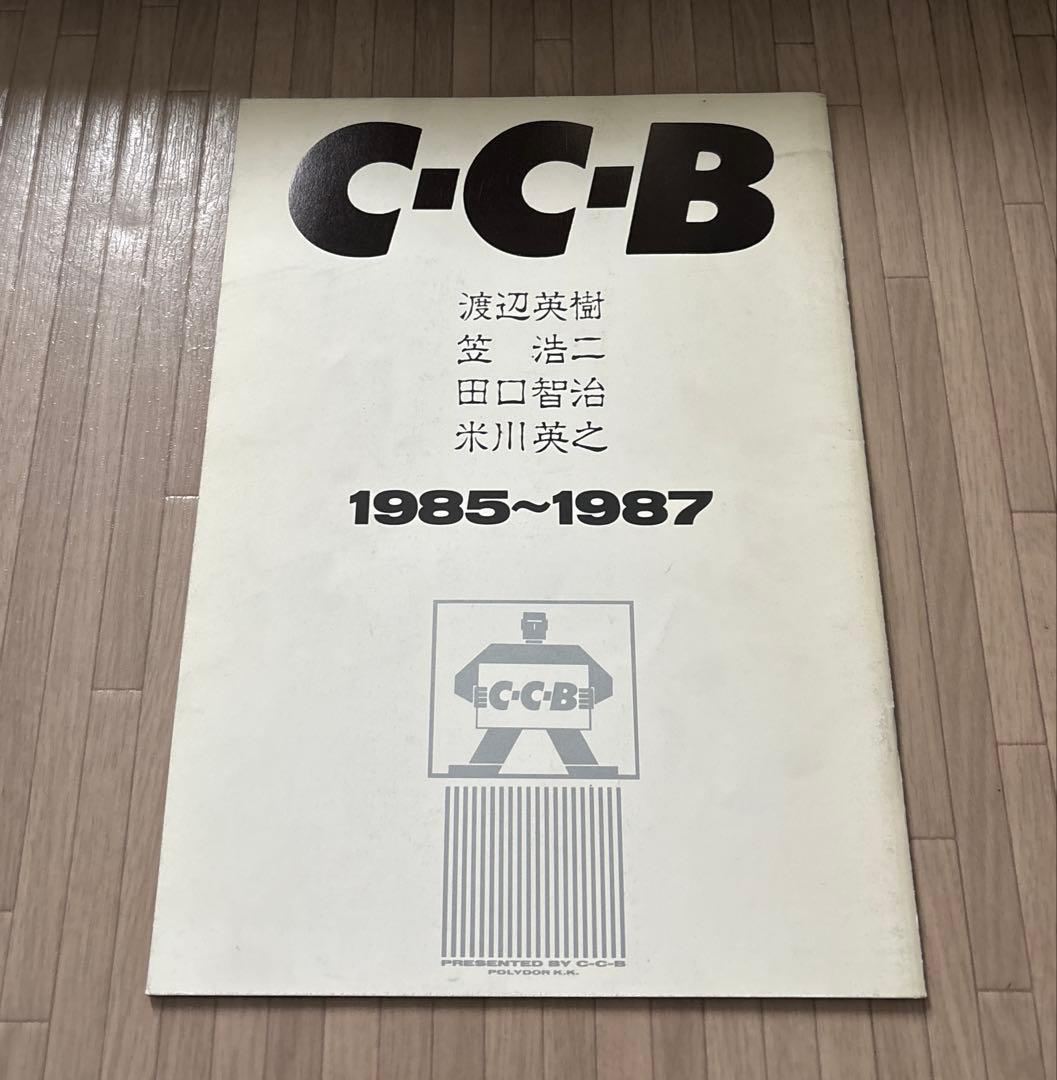 C-C-B
渡辺英樹
笠 浩二
田口智治
米川英之
1985~1987
C-C-B
PRESENTED BY C-C-B
POLYDOR K.K.